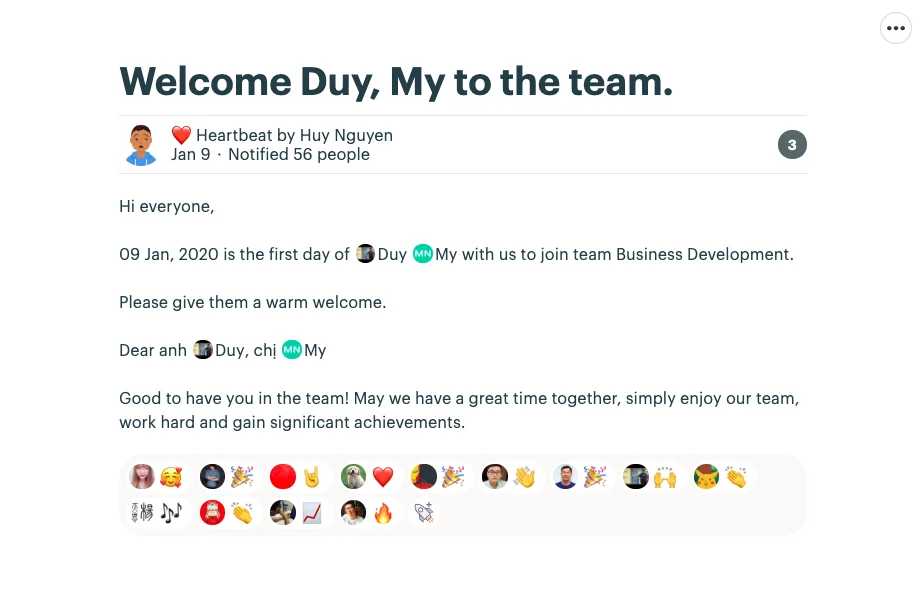 Welcome Duy, My to the team.
❤️ Heartbeat by Huy Nguyen
Jan 9 · Notified 56 people
3
Hi everyone,
09 Jan, 2020 is the first day of Duy MN My with us to join team Business Development.
Please give them a warm welcome.
Dear anh Duy, chị MN My
Good to have you in the team! May we have a great time together, simply enjoy our team,
work hard and gain significant achievements.